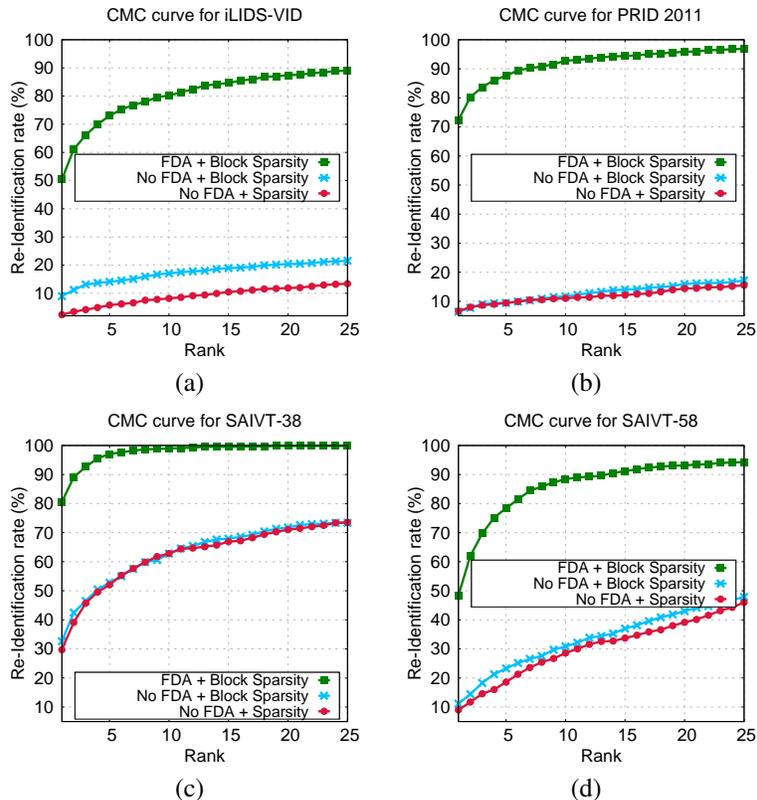 CMC curve for iLIDS-VID
Re-Identification rate (%)
100
90
80
70
60
50
40
30
20
10
FDA + Block Sparsity
No FDA + Block Sparsity
No FDA + Sparsity
5 10 15 20 25
Rank
(a)
CMC curve for PRID 2011
Re-Identification rate (%)
100
90
80
70
60
50
40
30
20
10
FDA + Block Sparsity
No FDA + Block Sparsity
No FDA + Sparsity
5 10 15 20 25
Rank
(b)
CMC curve for SAIVT-38
Re-Identification rate (%)
100
90
80
70
60
50
40
30
20
10
FDA + Block Sparsity
No FDA + Block Sparsity
No FDA + Sparsity
5 10 15 20 25
Rank
(c)
CMC curve for SAIVT-58
Re-Identification rate (%)
100
90
80
70
60
50
40
30
20
10
FDA + Block Sparsity
No FDA + Block Sparsity
No FDA + Sparsity
5 10 15 20 25
Rank
(d)